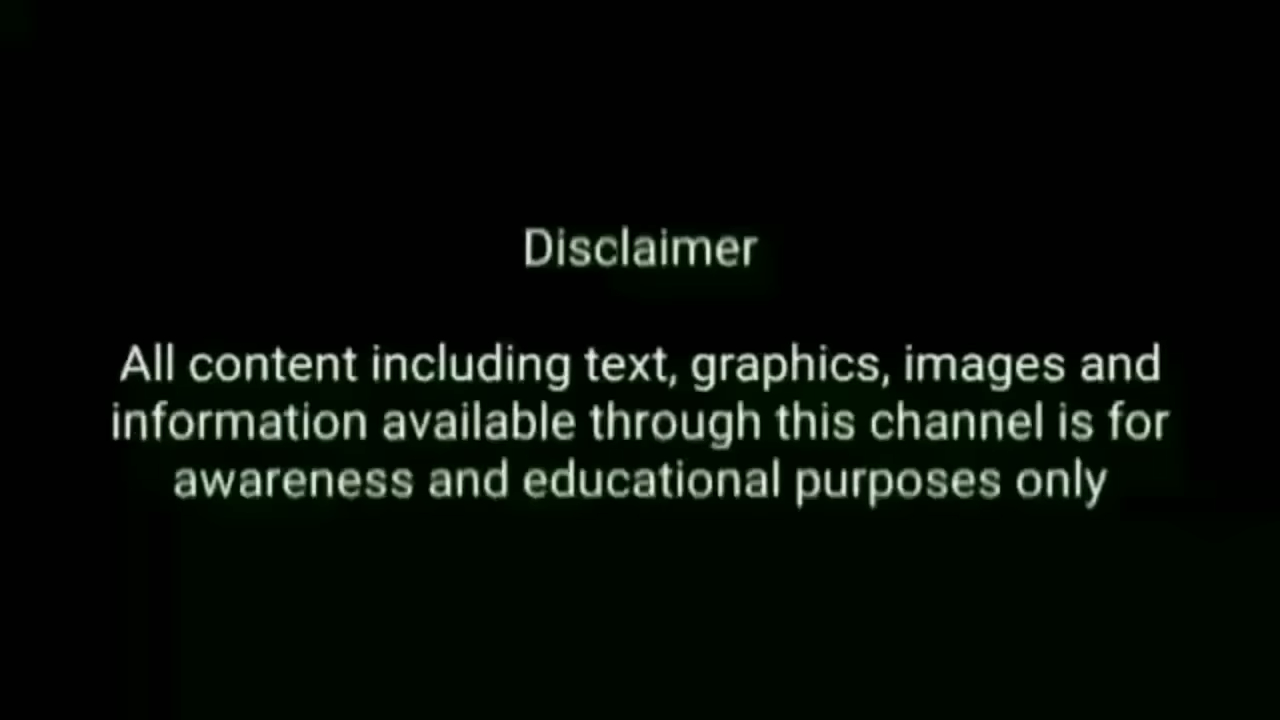 Disclaimer
All content including text, graphics, images and
information available through this channel is for
awareness and educational purposes only